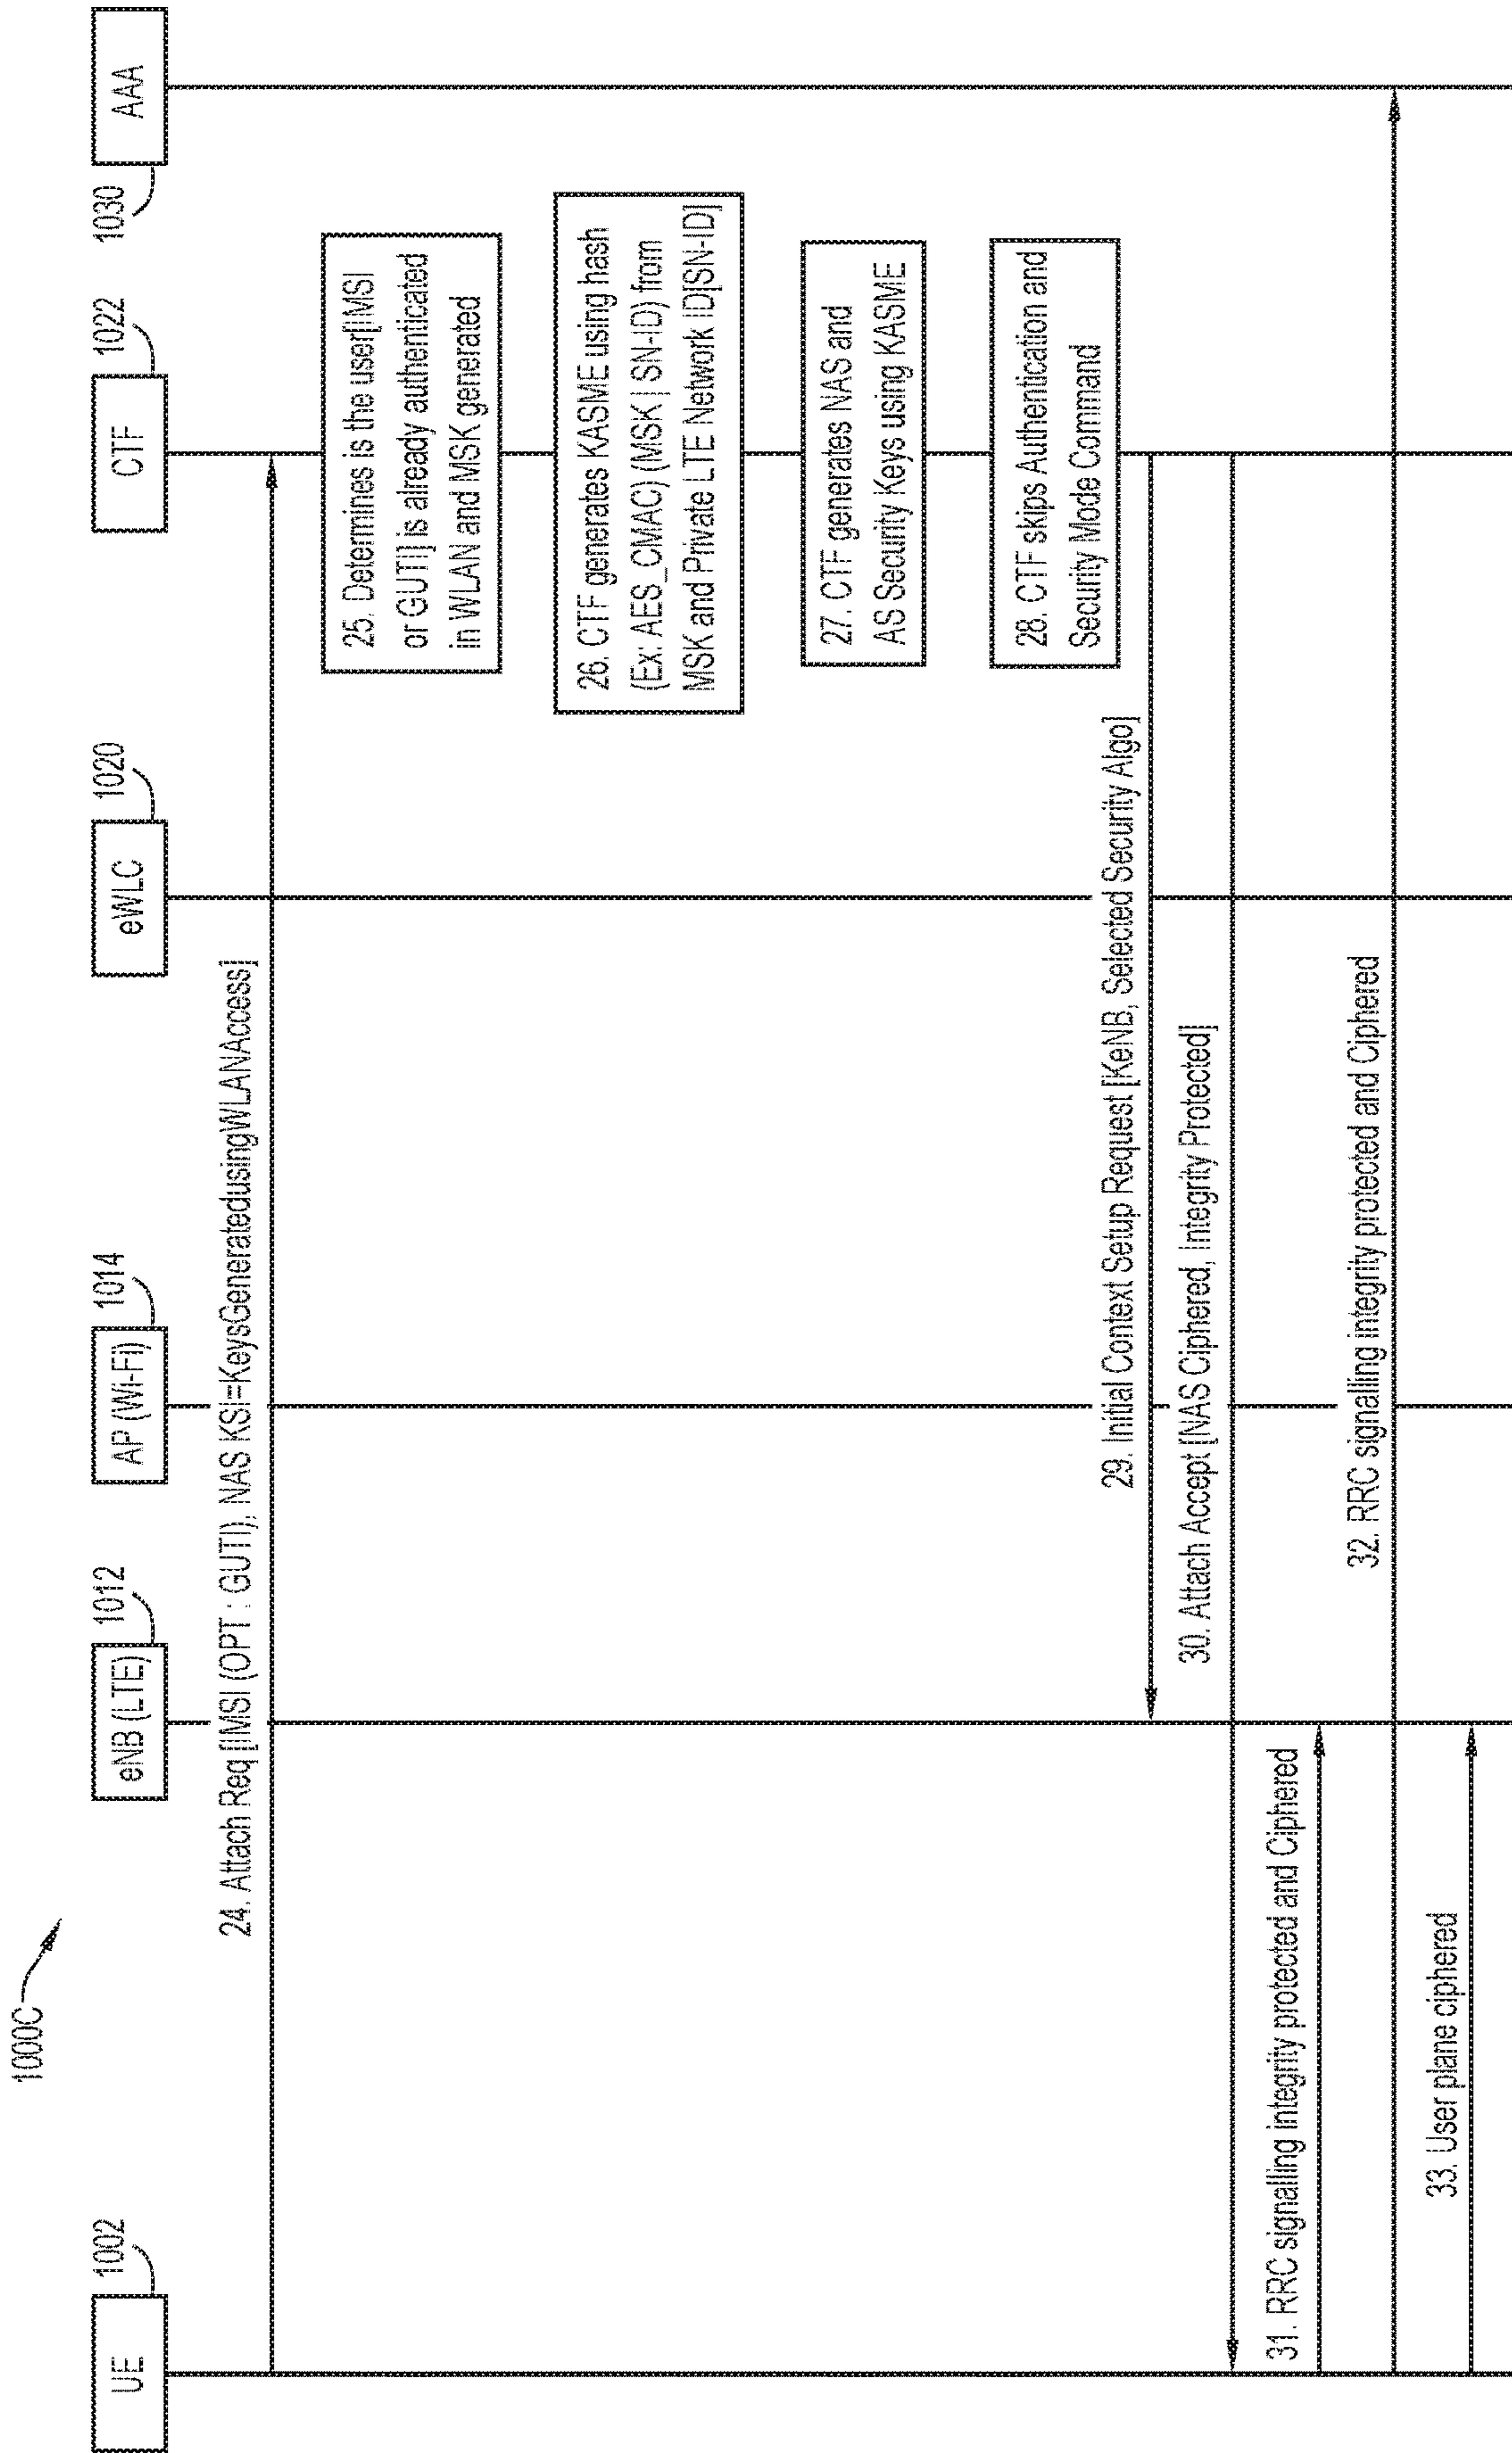 1000C
UE
1002
eNB (LTE)
1012
AP (Wi-Fi)
1014
eWLC
1020
CTF
1022
AAA
1030
24. Attach Req [IMSI (OPT : GUTI), NAS KSI=KeysGeneratedusingWLANAccess]
25. Determines is the user[IMSI
or GUTI] is already authenticated
in WLAN and MSK generated
26. CTF generates KASME using hash
(Ex: AES_CMAC) (MSK | SN-ID) from
MSK and Private LTE Network ID[SN-ID]
27. CTF generates NAS and
AS Security Keys using KASME
28. CTF skips Authentication and
Security Mode Command
29. Initial Context Setup Request [KeNB, Selected Security Algo]
30. Attach Accept [NAS Ciphered, Integrity Protected]
31. RRC signalling integrity protected and Ciphered
32. RRC signalling integrity protected and Ciphered
33. User plane ciphered